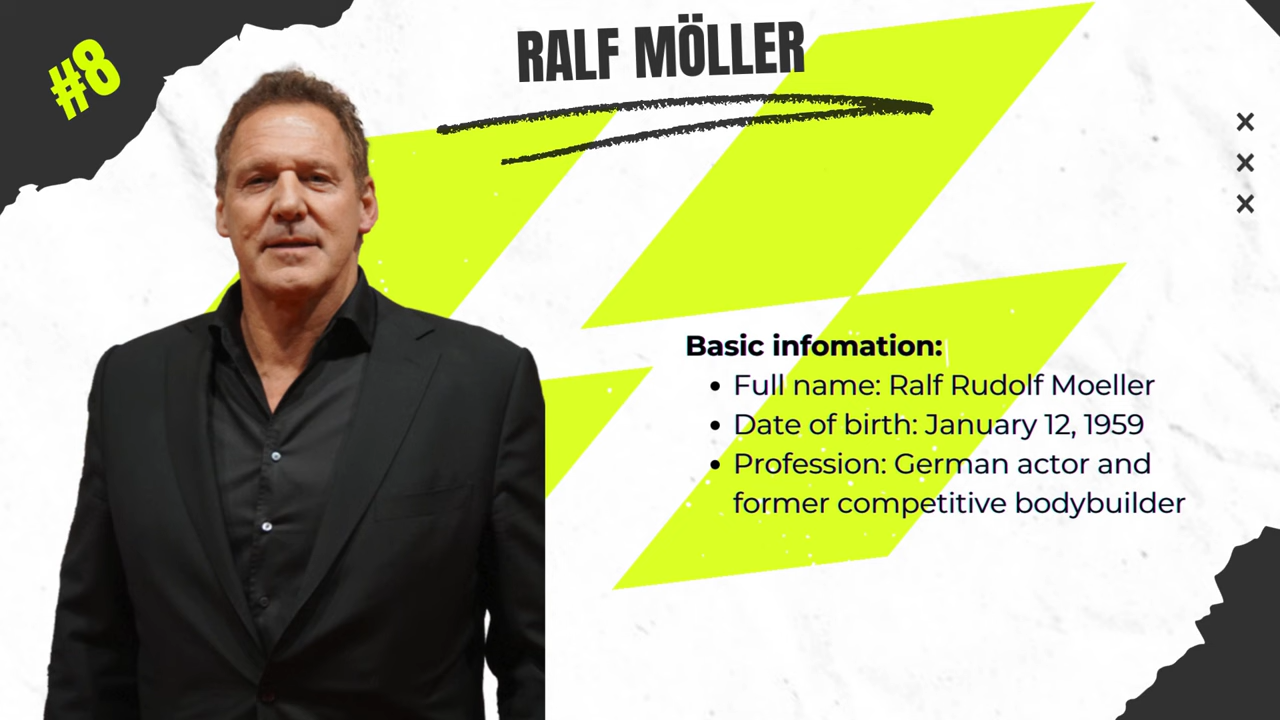 #8
RALF MÖLLER
Basic infomation:
• Full name: Ralf Rudolf Moeller
• Date of birth: January 12, 1959
• Profession: German actor and
former competitive bodybuilder